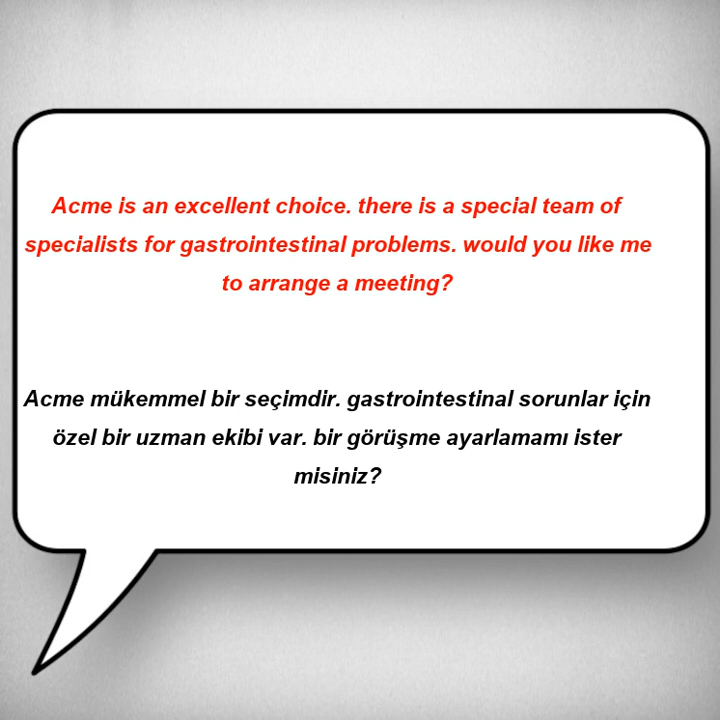 Acme is an excellent choice. there is a special team of
specialists for gastrointestinal problems. would you like me
to arrange a meeting?
Acme mükemmel bir seçimdir. gastrointestinal sorunlar için
özel bir uzman ekibi var. bir görüşme ayarlamamı ister
misiniz?